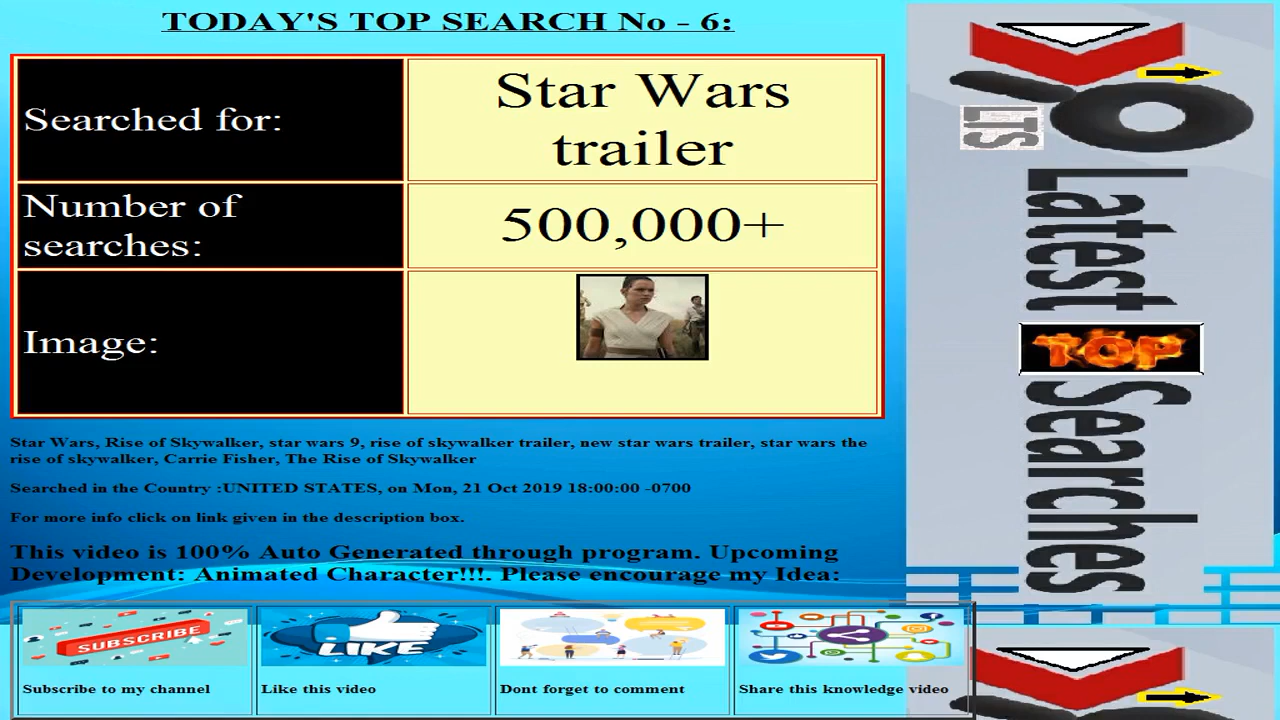 TODAY'S TOP SEARCH No - 6:
Searched for:
Star Wars
trailer
Number of
searches:
500,000+
Image:
Star Wars, Rise of Skywalker, star wars 9, rise of skywalker trailer, new star wars trailer, star wars the
rise of skywalker, Carrie Fisher, The Rise of Skywalker
Searched in the Country :UNITED STATES, on Mon, 21 Oct 2019 18:00:00 -0700
For more info click on link given in the description box.
This video is 100% Auto Generated through program. Upcoming
Development: Animated Character!!!. Please encourage my Idea:
SUBSCRIBE
LIKE
Subscribe to my channel
Like this video
Dont forget to comment
Share this knowledge video
LTS
Latest
TOP
Searches